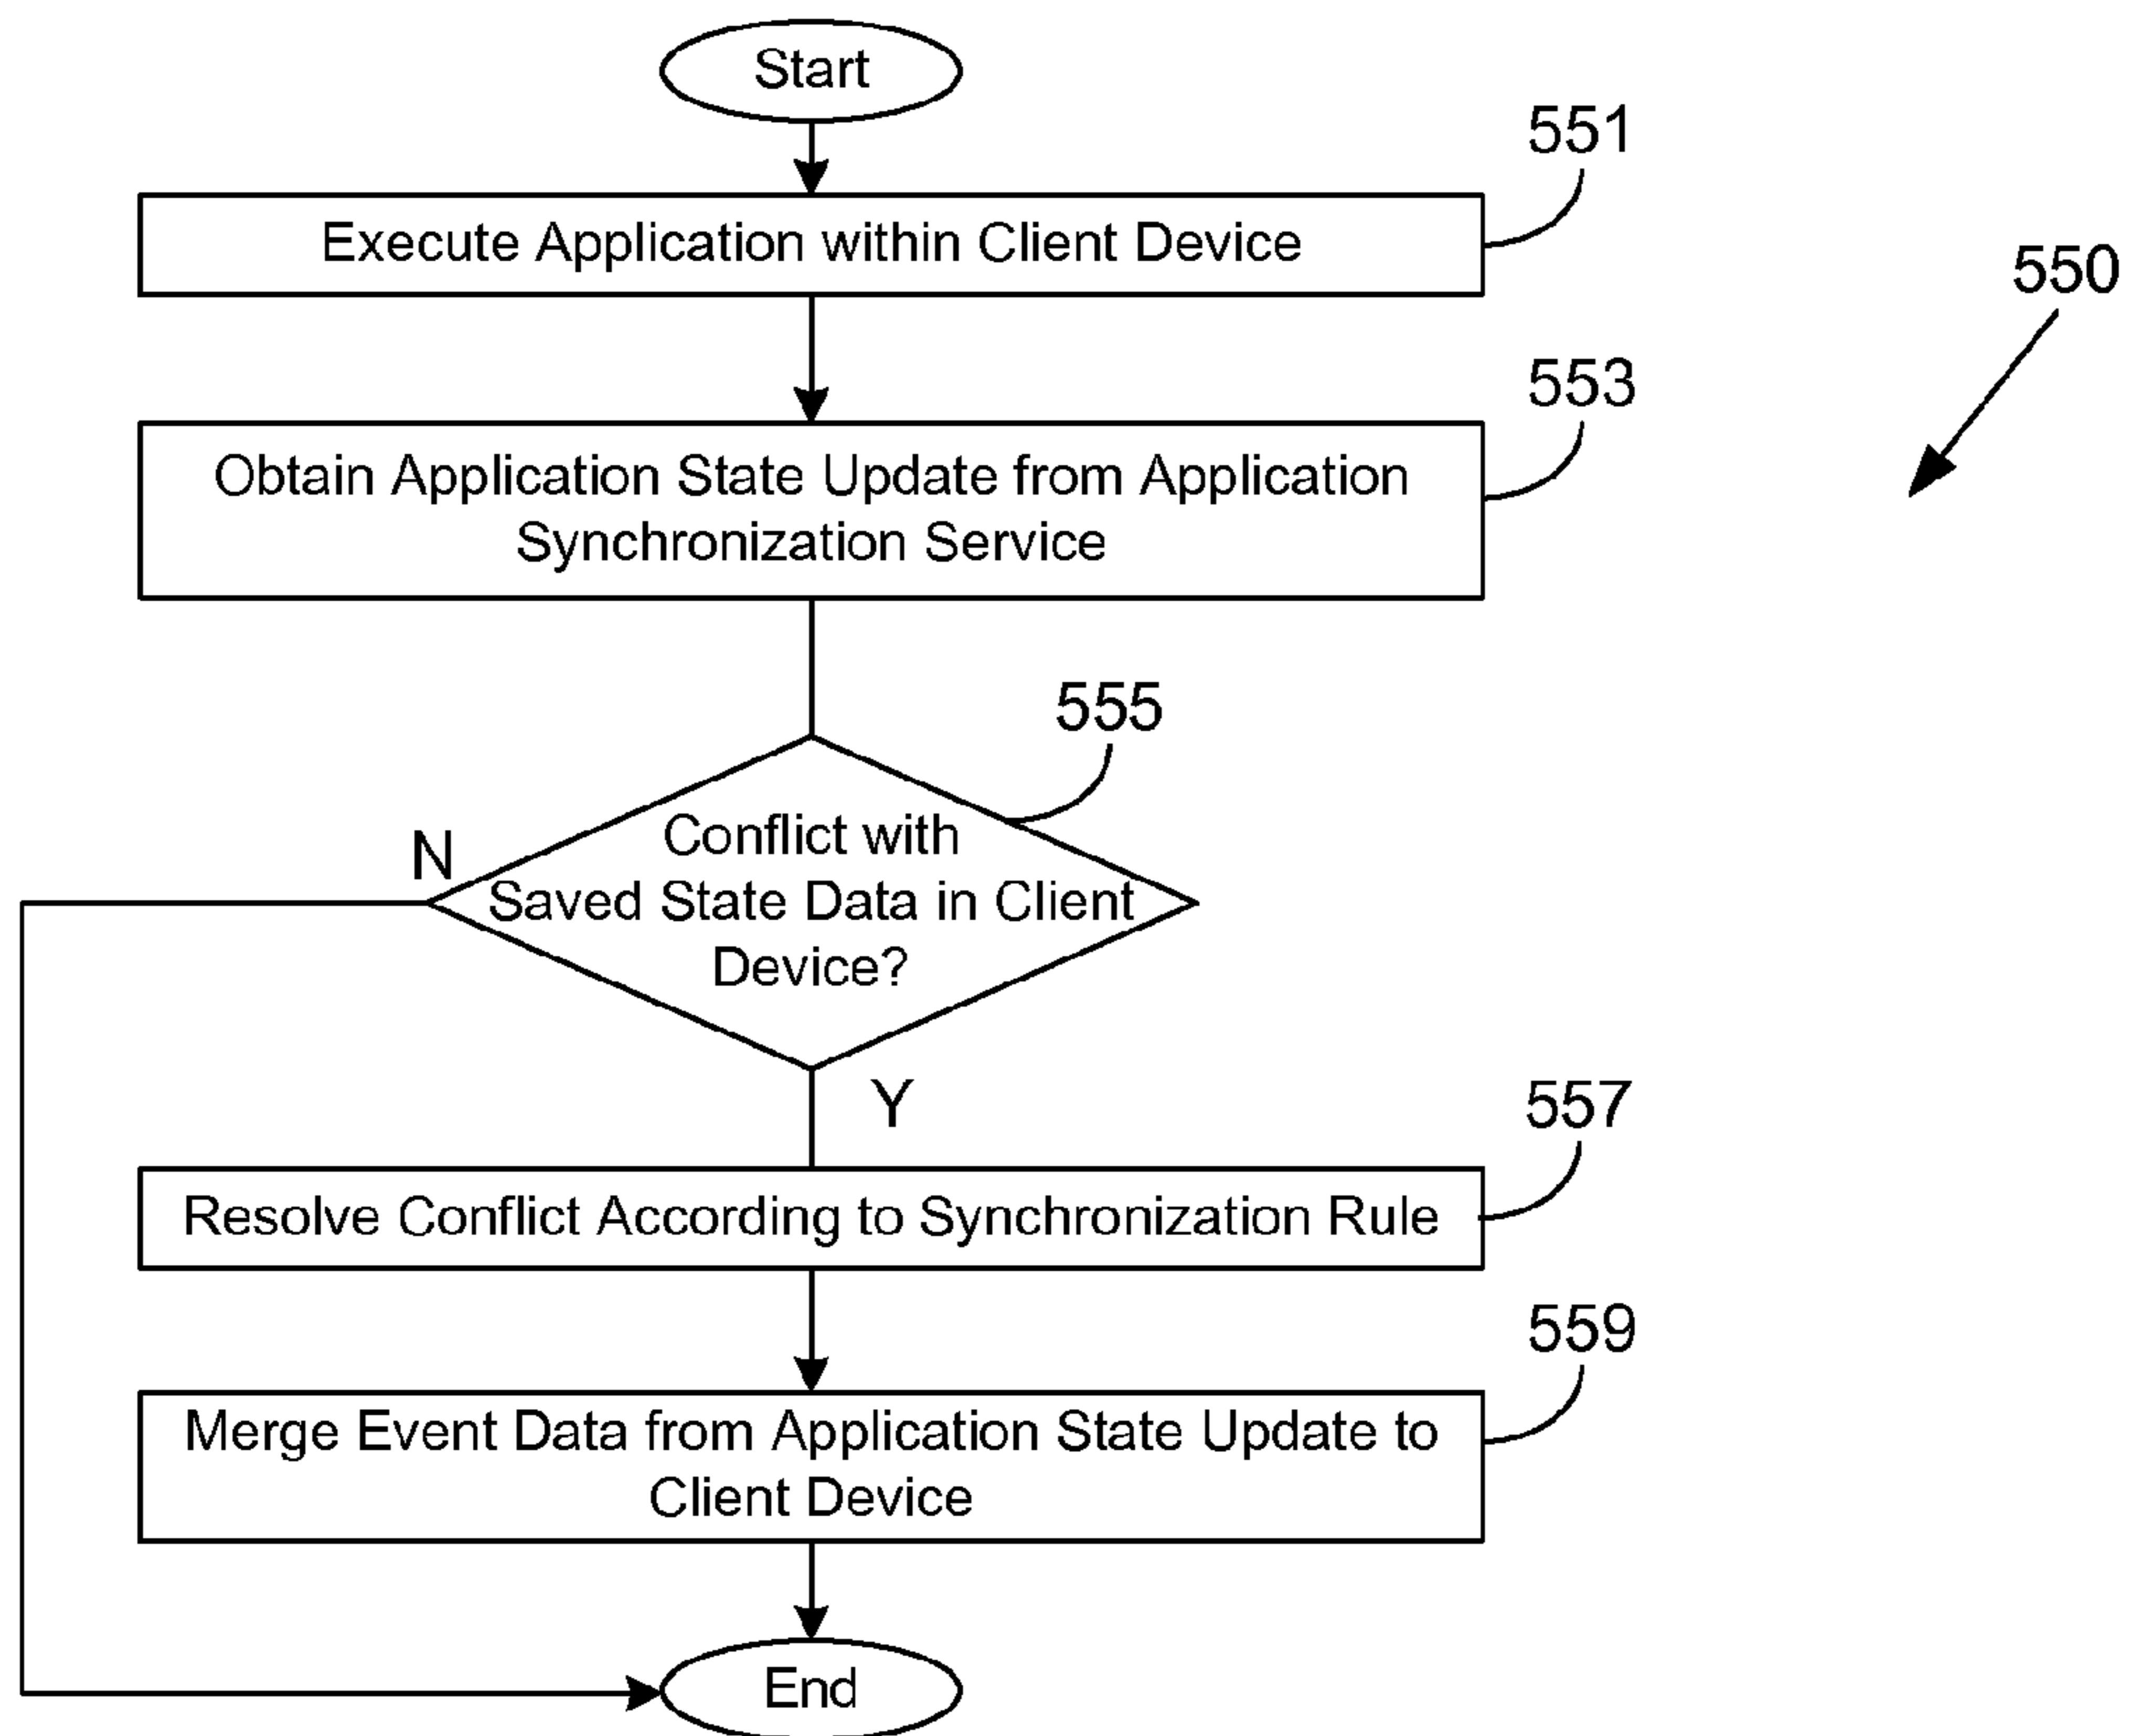 Start
551
Execute Application within Client Device
550
553
Obtain Application State Update from Application
Synchronization Service
555
Conflict with
Saved State Data in Client
Device?
N
Y
557
Resolve Conflict According to Synchronization Rule
559
Merge Event Data from Application State Update to
Client Device
End